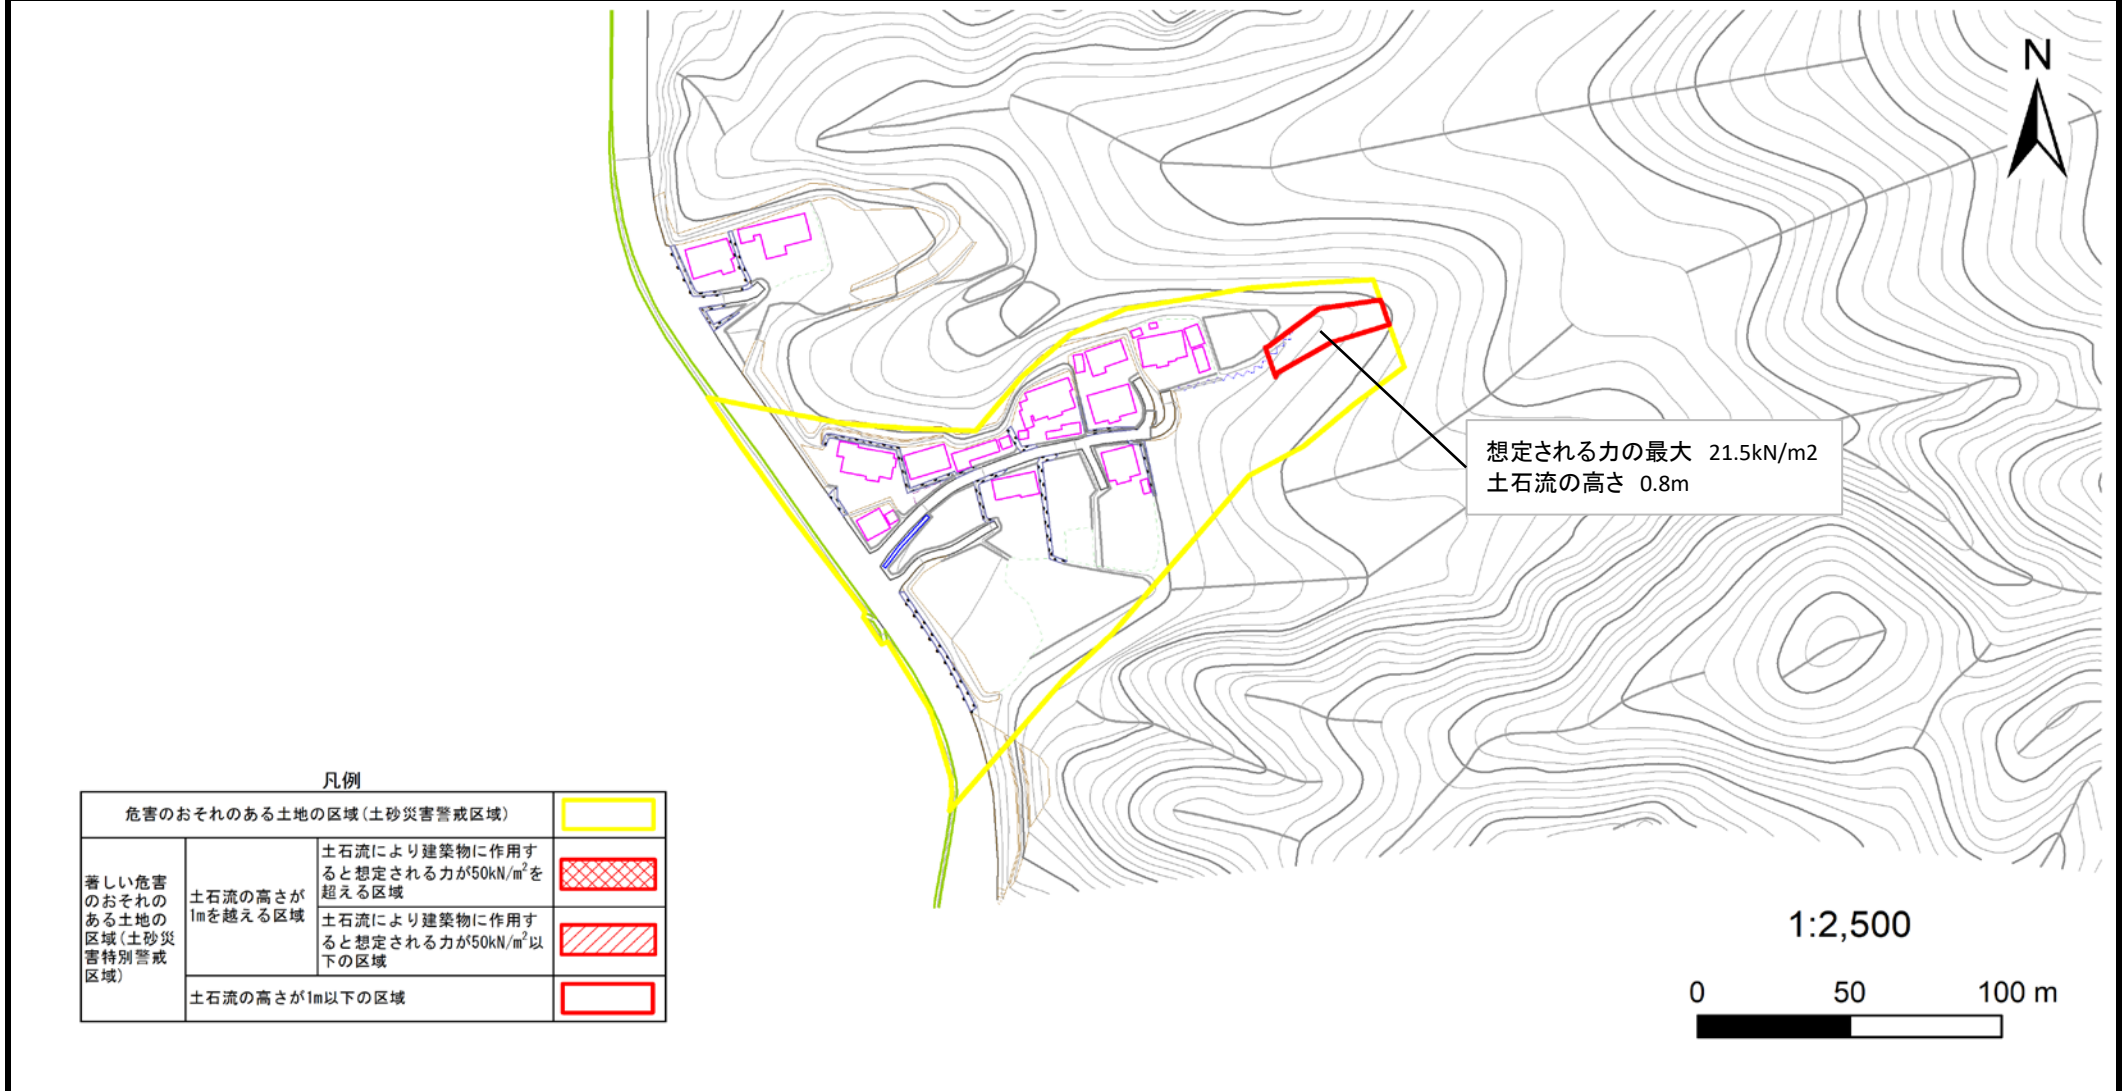 N
想定される力の最大 21.5kN/m2
土石流の高さ 0.8m
凡例
危害のおそれのある土地の区域(土砂災害警戒区域)
著しい危害
のおそれの
ある土地の
区域(土砂災
害特別警戒
区域)
土石流の高さが
1mを越える区域
土石流により建築物に作用す
ると想定される力が50kN/m²を
超える区域
土石流により建築物に作用す
ると想定される力が50kN/m²以
下の区域
土石流の高さが1m以下の区域
1:2,500
0 50 100 m